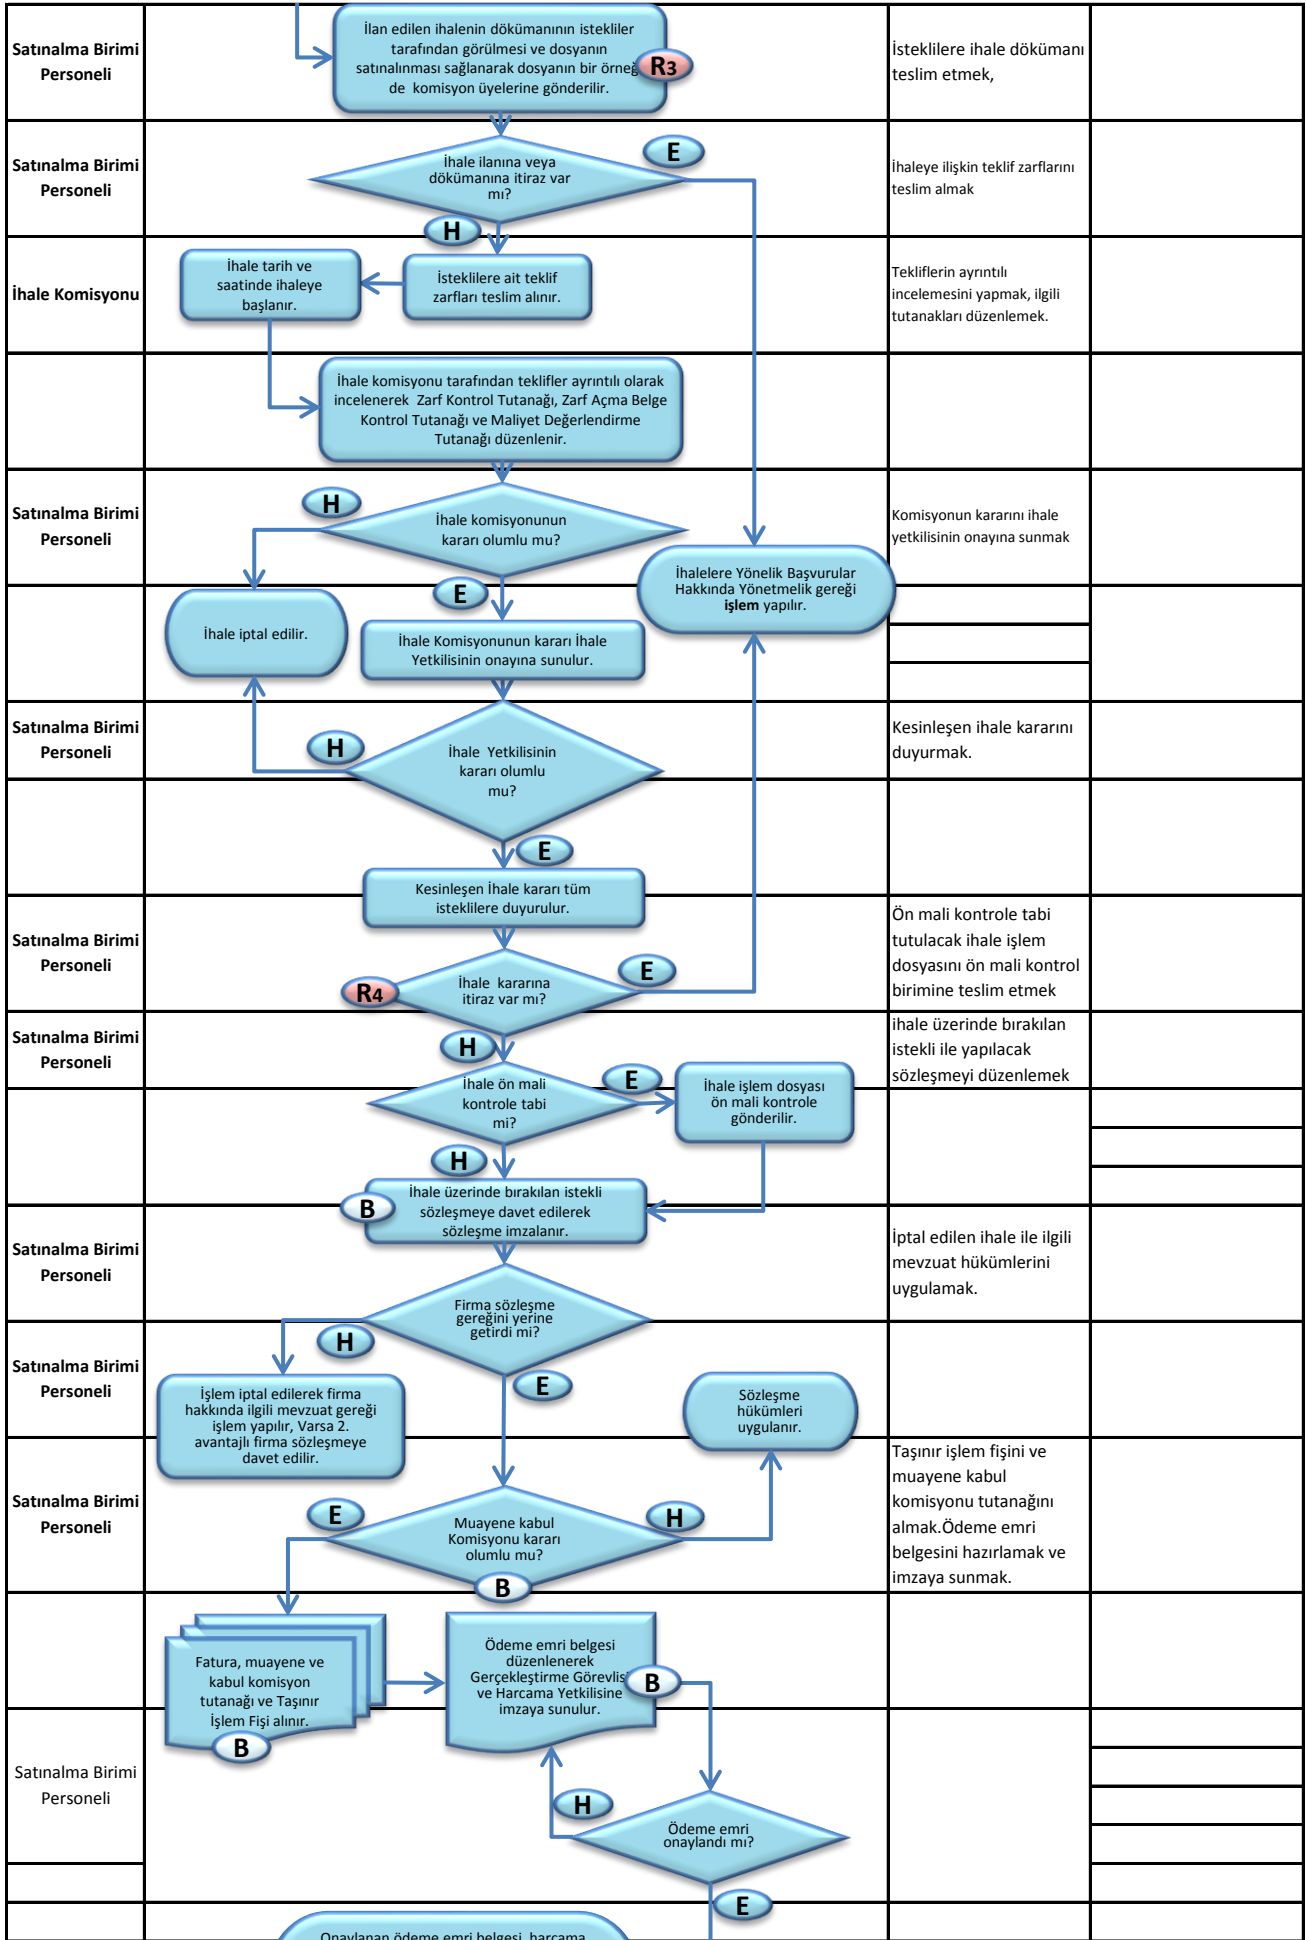 Satınalma Birimi
Personeli
İlan edilen ihalenin dökümanının istekliler
tarafından görülmesi ve dosyanın
satınalınması sağlanarak dosyanın bir örneğ
de komisyon üyelerine gönderilir.
R3
İsteklilere ihale dökümanı
teslim etmek,
Satınalma Birimi
Personeli
İhale ilanına veya
dökümanına itiraz var
mı?
E
H
İhaleye ilişkin teklif zarflarını
teslim almak
İhale Komisyonu
İhale tarih ve
saatinde ihaleye
başlanır.
İsteklilere ait teklif
zarfları teslim alınır.
Tekliflerin ayrıntılı
incelemesini yapmak, ilgili
tutanakları düzenlemek.
İhale komisyonu tarafından teklifler ayrıntılı olarak
incelenerek Zarf Kontrol Tutanağı, Zarf Açma Belge
Kontrol Tutanağı ve Maliyet Değerlendirme
Tutanağı düzenlenir.
Satınalma Birimi
Personeli
H
İhale komisyonunun
kararı olumlu mu?
E
Komisyonun kararını ihale
yetkilisinin onayına sunmak
İhalelere Yönelik Başvurular
Hakkında Yönetmelik gereği
işlem yapılır.
İhale iptal edilir.
İhale Komisyonunun kararı İhale
Yetkilisinin onayına sunulur.
Satınalma Birimi
Personeli
H
İhale Yetkilisinin
kararı olumlu
mu?
E
Kesinleşen ihale kararını
duyurmak.
Kesinleşen İhale kararı tüm
isteklilere duyurulur.
Satınalma Birimi
Personeli
R4
İhale kararına
itiraz var mı?
E
H
Ön mali kontrole tabi
tutulacak ihale işlem
dosyasını ön mali kontrol
birimine teslim etmek
Satınalma Birimi
Personeli
İhale ön mali
kontrole tabi
mi?
E
H
İhale işlem dosyası
ön mali kontrole
gönderilir.
ihale üzerinde bırakılan
istekli ile yapılacak
sözleşmeyi düzenlemek
B
İhale üzerinde bırakılan istekli
sözleşmeye davet edilerek
sözleşme imzalanır.
Satınalma Birimi
Personeli
Firma sözleşme
gereğini yerine
getirdi mi?
H
E
İptal edilen ihale ile ilgili
mevzuat hükümlerini
uygulamak.
Satınalma Birimi
Personeli
İşlem iptal edilerek firma
hakkında ilgili mevzuat gereği
işlem yapılır, Varsa 2.
avantajlı firma sözleşmeye
davet edilir.
Sözleşme
hükümleri
uygulanır.
Satınalma Birimi
Personeli
E
Muayene kabul
Komisyonu kararı
olumlu mu?
H
B
Taşınır işlem fişini ve
muayene kabul
komisyonu tutanağını
almak.Ödeme emri
belgesini hazırlamak ve
imzaya sunmak.
Fatura, muayene ve
kabul komisyon
tutanağı ve Taşınır
İşlem Fişi alınır.
B
Ödeme emri belgesi
düzenlenerek
Gerçekleştirme Görevlisi
ve Harcama Yetkilisine
imzaya sunulur.
B
Satınalma Birimi
Personeli
H
Ödeme emri
onaylandı mı?
E
Onaylanan ödeme emri belgesi, harcama